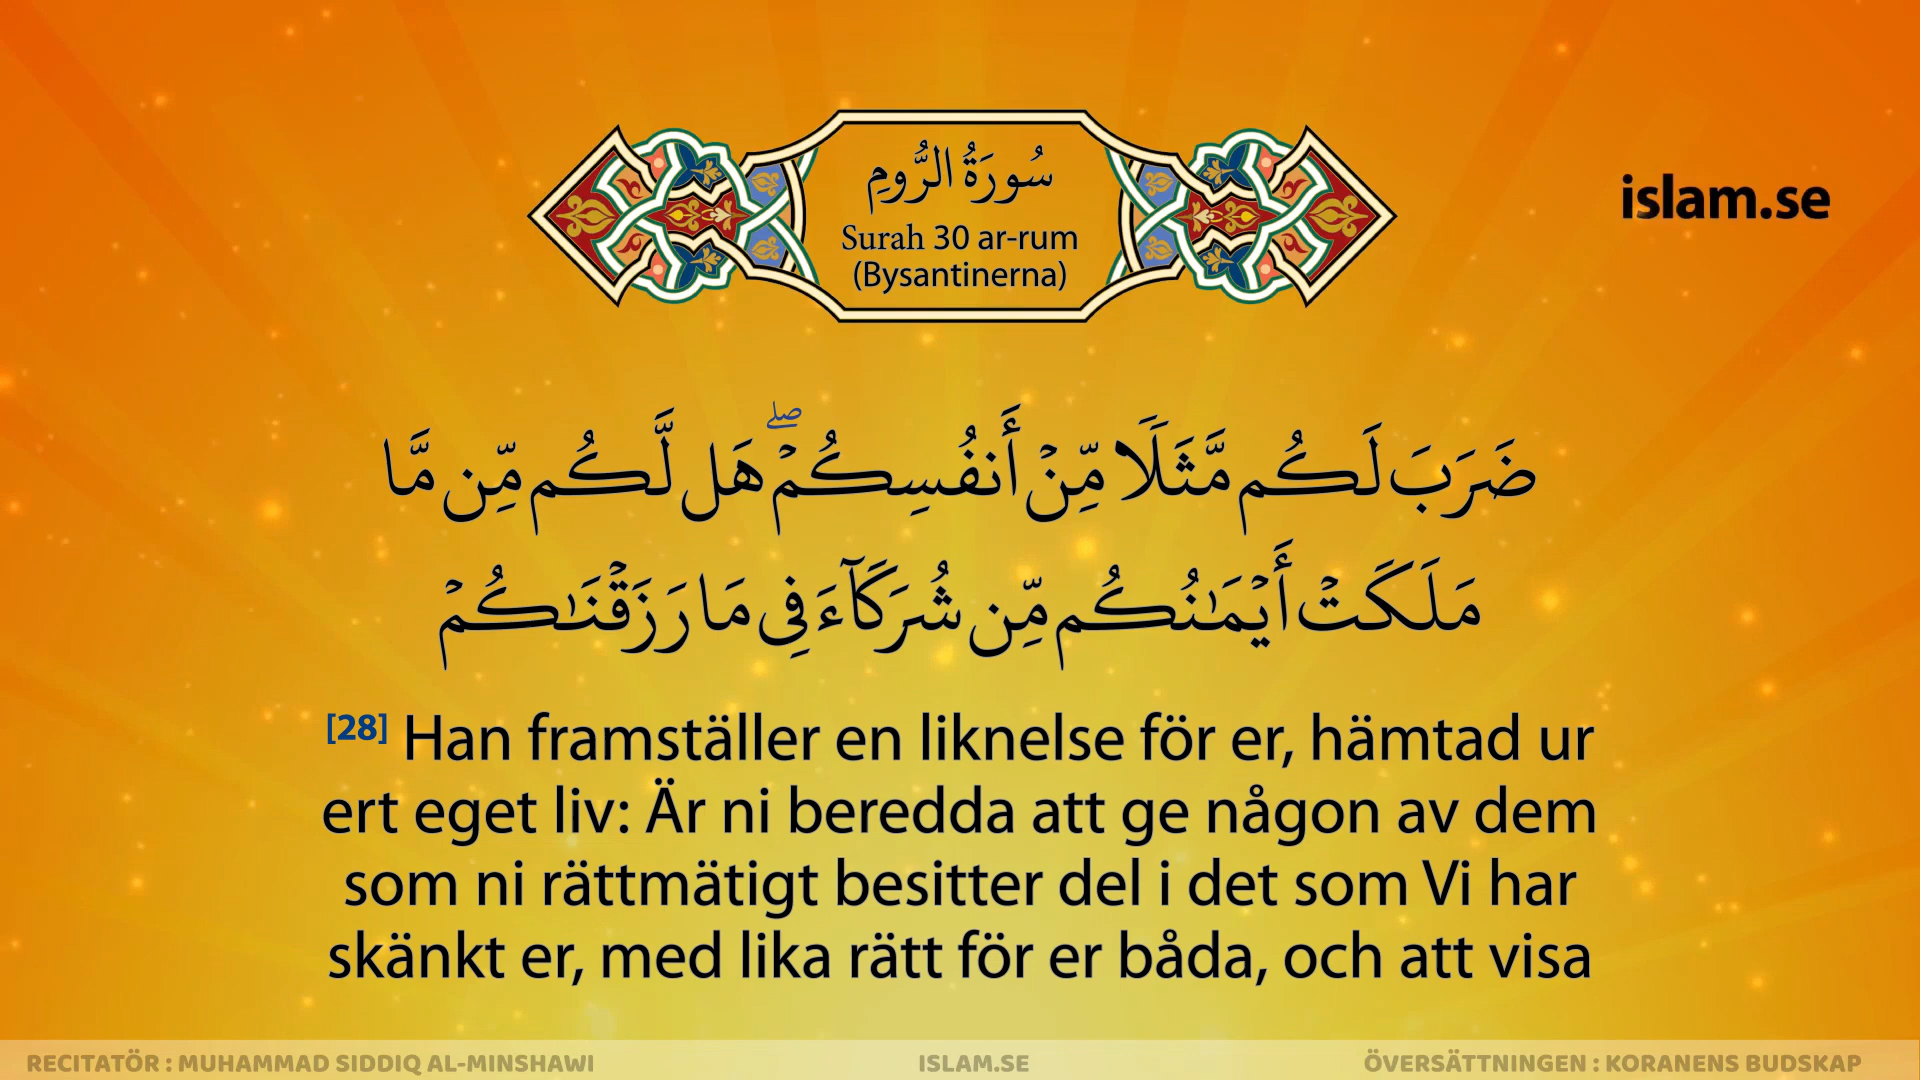 سُورَةُ الرُّومِ
Surah 30 ar-rum
(Bysantinerna)
islam.se
ضَرَبَ لَكُم مَّثَلًا مِّنْ أَنفُسِكُمْ ۖ هَل لَّكُم مِّن مَّا
مَلَكَتْ أَيْمَـٰنُكُم مِّن شُرَكَآءَ فِى مَا رَزَقْنَـٰكُمْ
[28] Han framställer en liknelse för er, hämtad ur
ert eget liv: Är ni beredda att ge någon av dem
som ni rättmätigt besitter del i det som Vi har
skänkt er, med lika rätt för er båda, och att visa
RECITATÖR : MUHAMMAD SIDDIQ AL-MINSHAWI
ISLAM.SE
ÖVERSÄTTNINGEN : KORANENS BUDSKAP